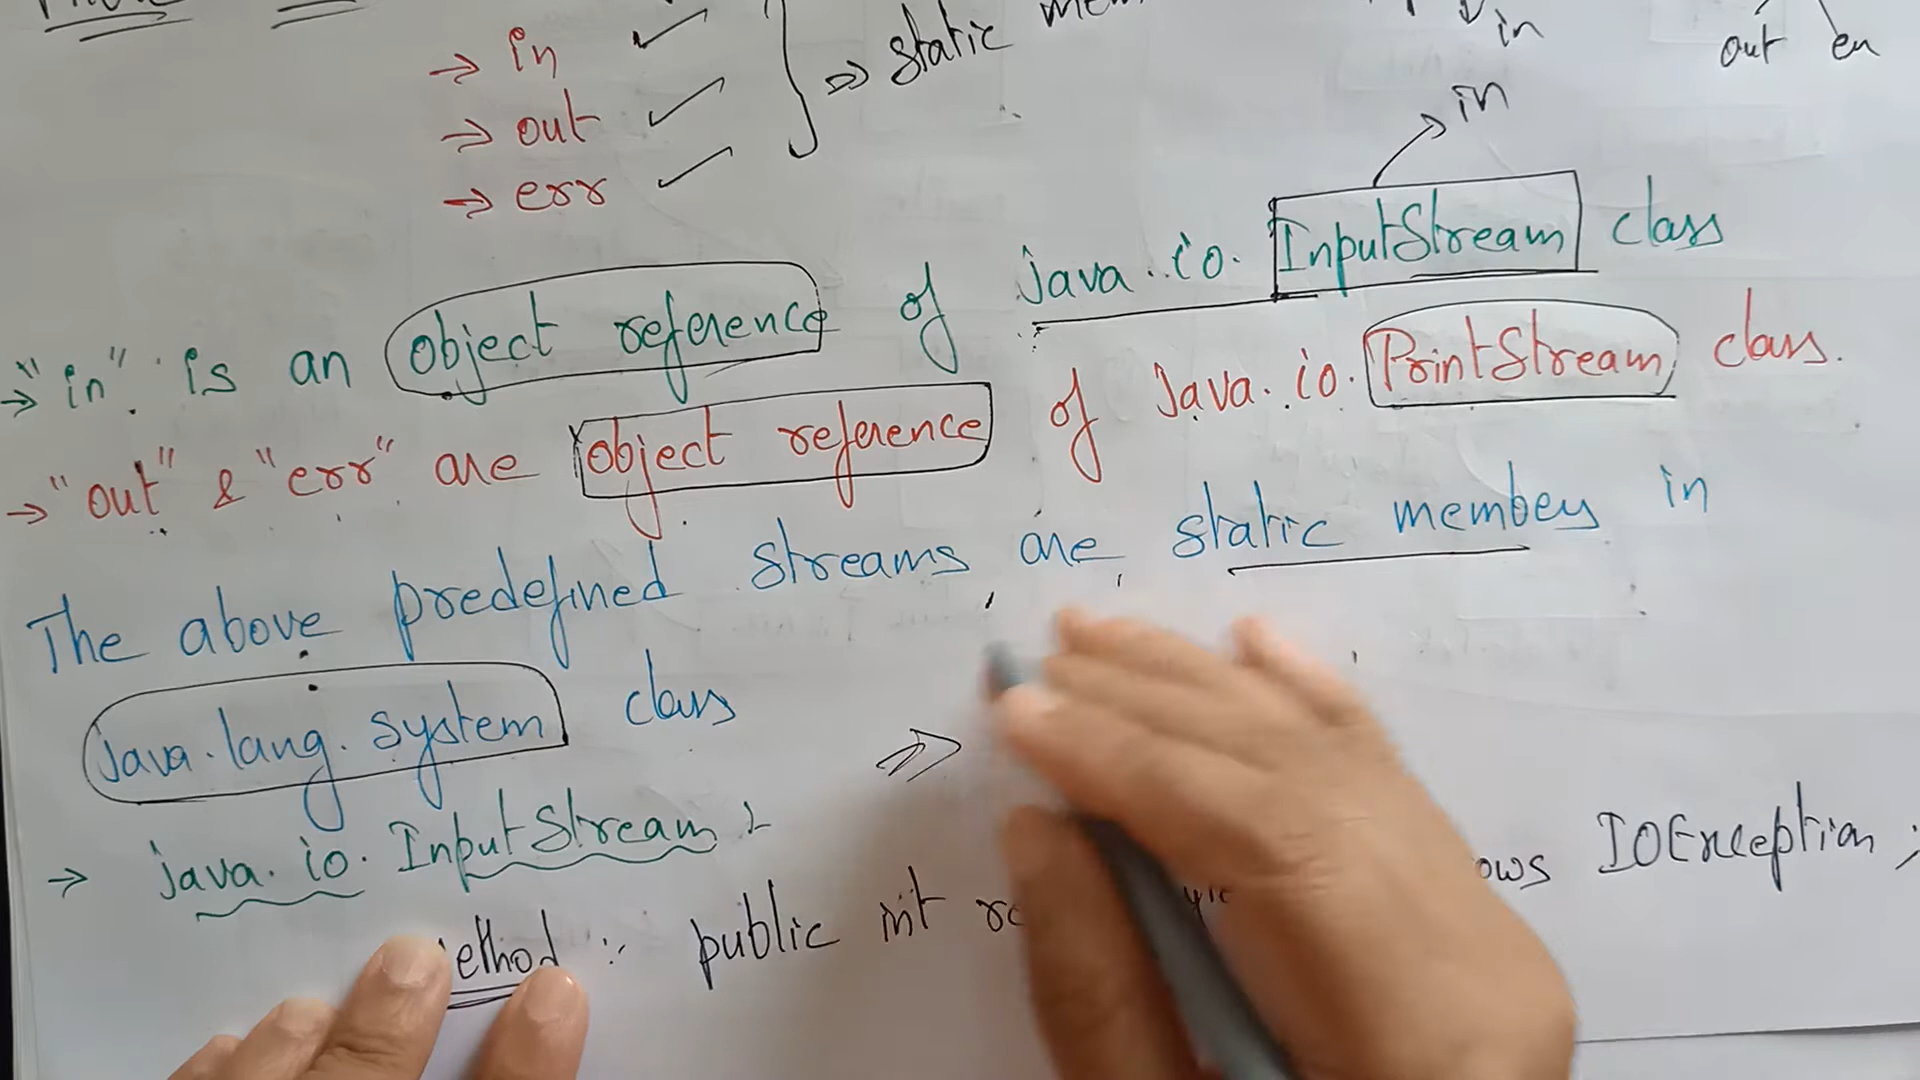 → in
→ out
→ err
⇒ static
in
out
in
→ "in" is an object reference of java.io.InputStream class
→ "out" & "err" are object reference of Java.io.PrintStream class.
The above predefined streams are static members in
java.lang.system class
→ java.io.InputStream :-
public int
IOException ;